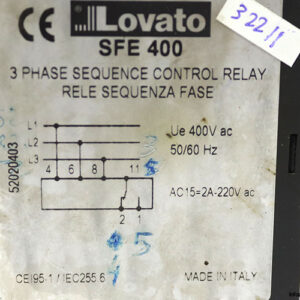 CE Lovato
32211
SFE 400
3 PHASE SEQUENCE CONTROL RELAY
RELE SEQUENZA FASE
L1
L2
L3
4 6 8 11
Ue 400V ac
50/60 Hz
AC15=2A-220V ac
2 1
52020403
CEI95-1 / IEC255.6
MADE IN ITALY